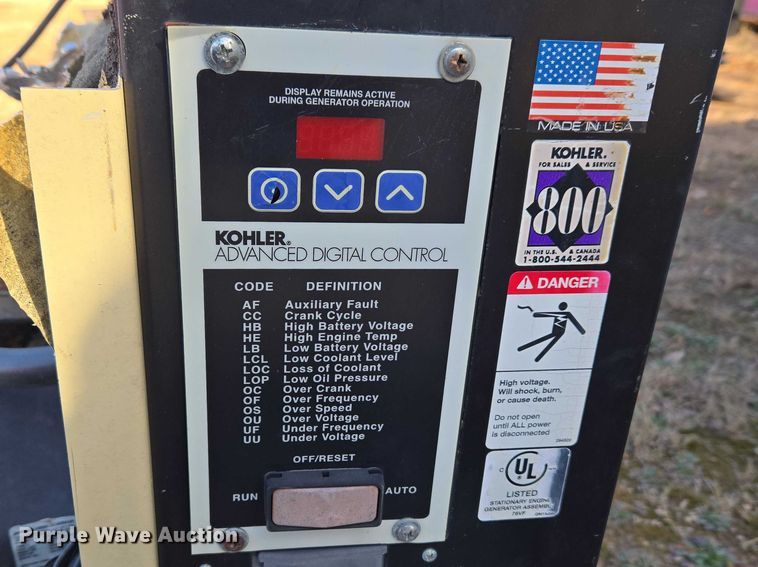 DISPLAY REMAINS ACTIVE
DURING GENERATOR OPERATION
KOHLER®
ADVANCED DIGITAL CONTROL
CODE DEFINITION
AF Auxiliary Fault
CC Crank Cycle
HB High Battery Voltage
HE High Engine Temp
LB Low Battery Voltage
LCL Low Coolant Level
LOC Loss of Coolant
LOP Low Oil Pressure
OC Over Crank
OF Over Frequency
OS Over Speed
OU Over Voltage
UF Under Frequency
UU Under Voltage
OFF/RESET
RUN AUTO
MADE IN USA
KOHLER®
FOR SALES & SERVICE
800
IN THE U.S. & CANADA
1-800-544-2444
DANGER
High voltage.
Will shock, burn,
or cause death.
Do not open
until ALL power
is disconnected
C UL ®
LISTED
STATIONARY ENGINE
GENERATOR ASSEMBLY
76VF
Purple Wave Auction